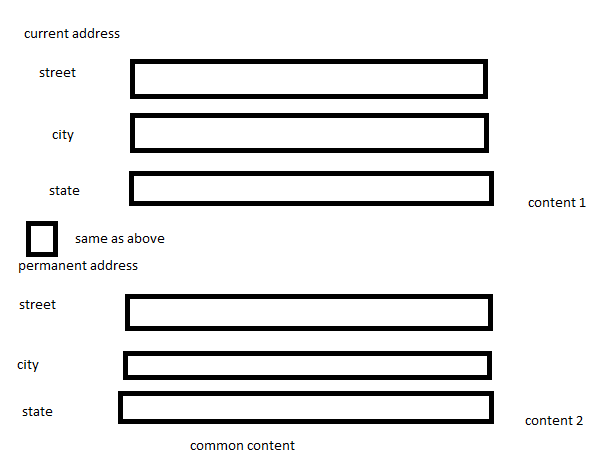 current address
street
city
state
content 1
same as above
permanent address
street
city
state
content 2
common content